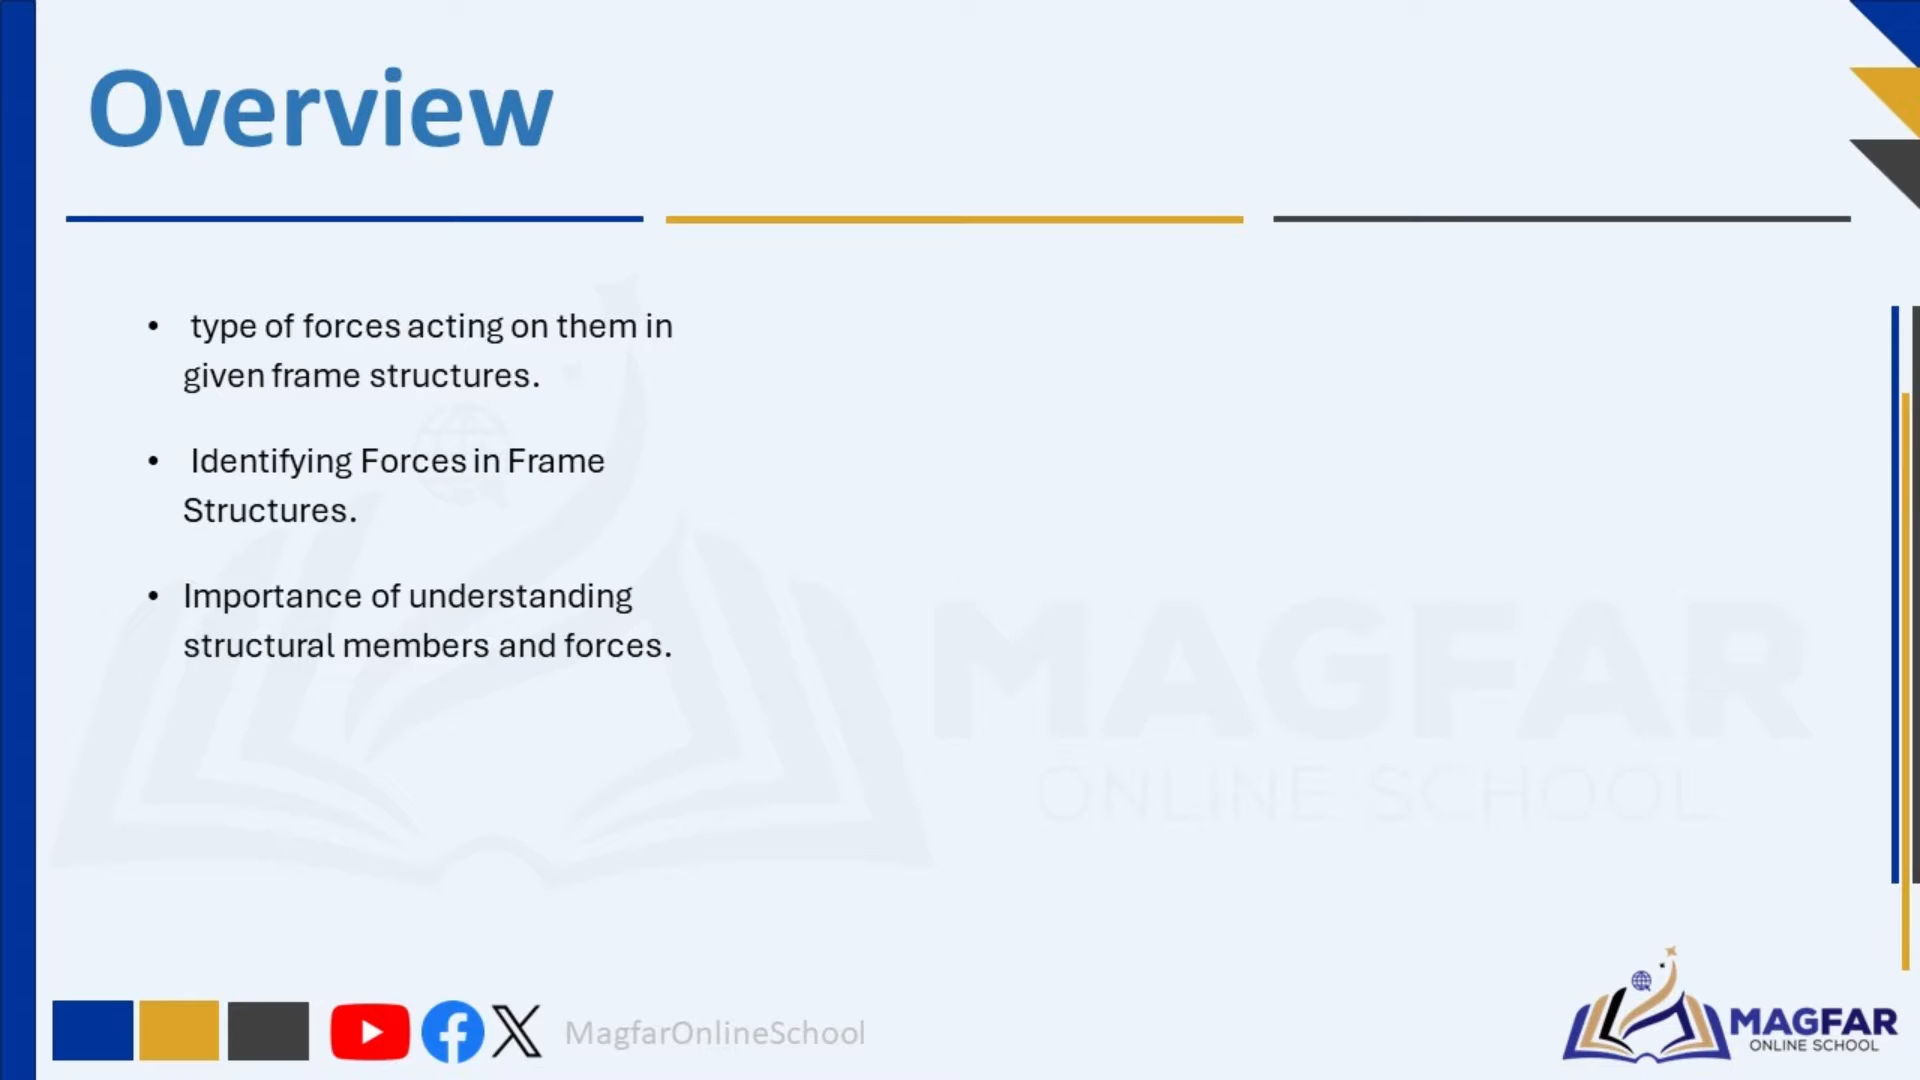 Overview
• type of forces acting on them in
given frame structures.
• Identifying Forces in Frame
Structures.
• Importance of understanding
structural members and forces.
MAGFAR
ONLINE SCHOOL
MagfarOnlineSchool
MAGFAR
ONLINE SCHOOL